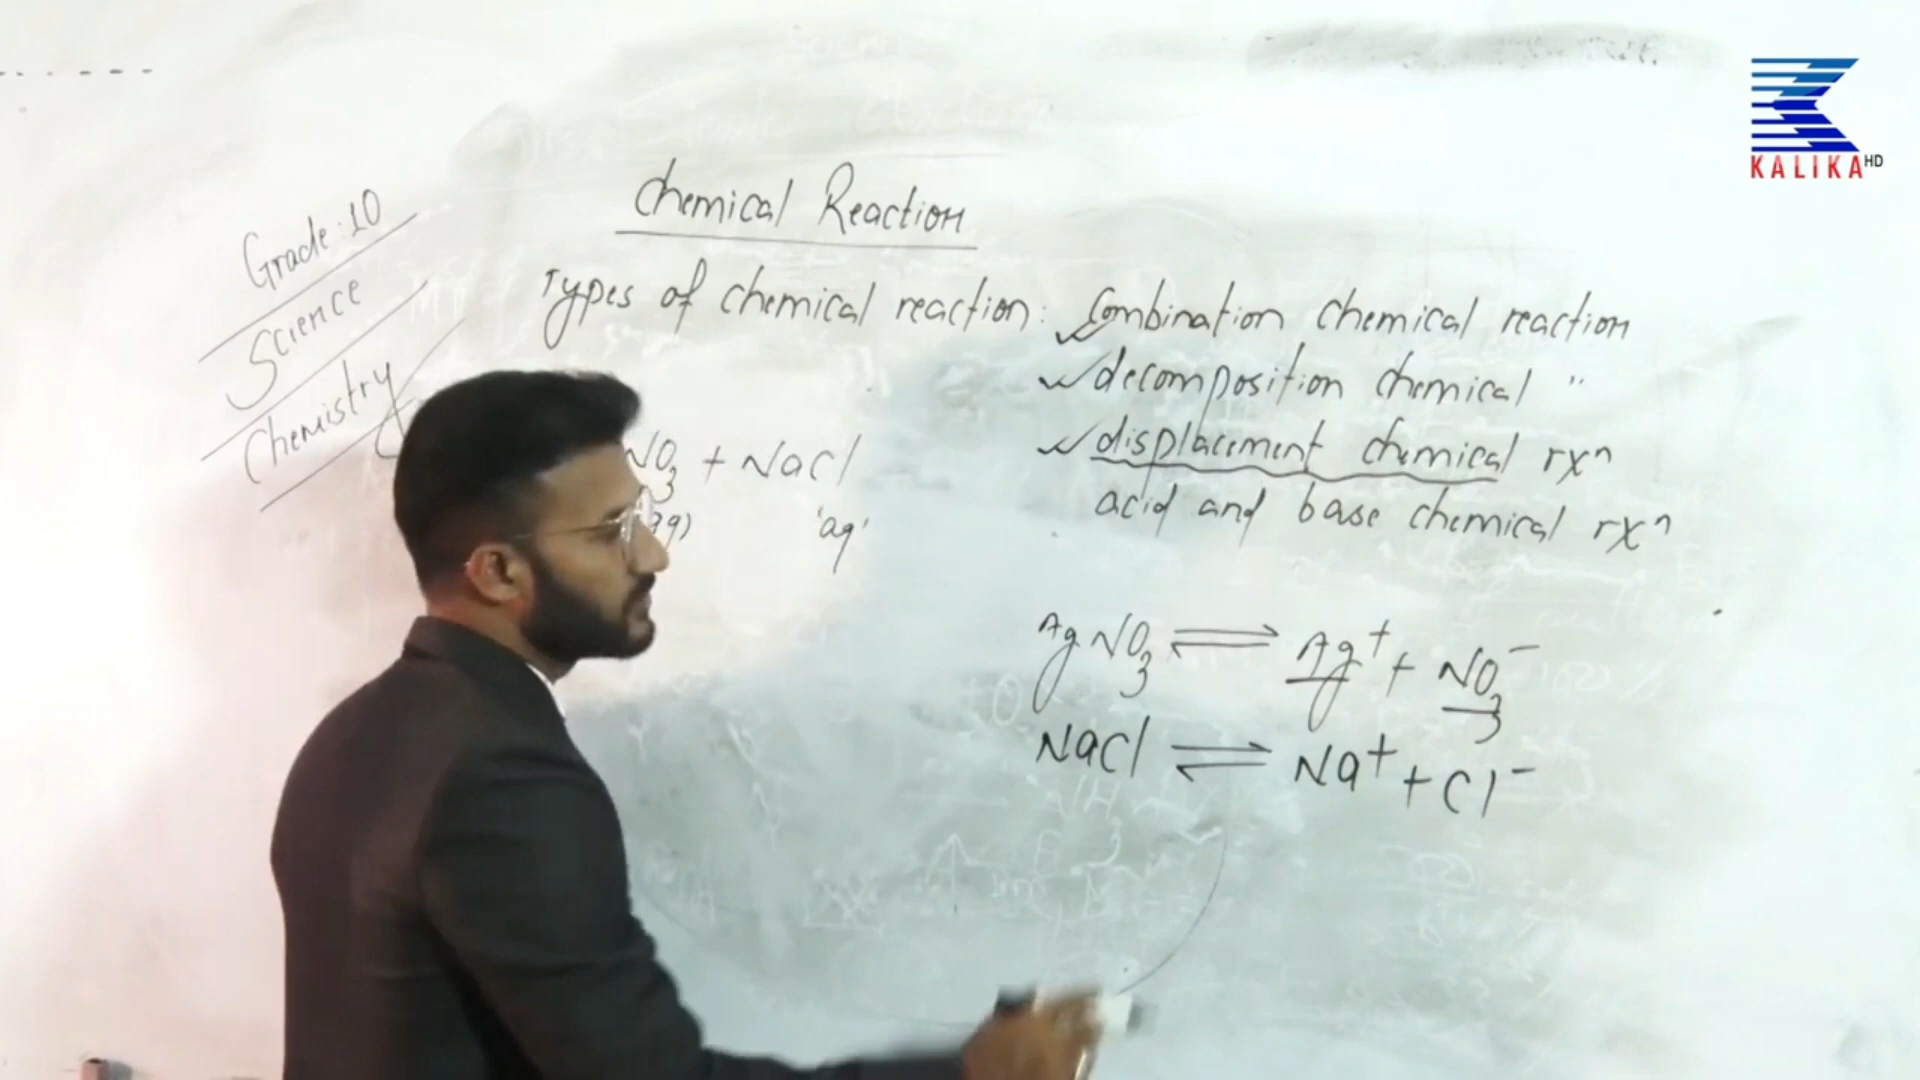 KALIKA HD
Grade: 10
Science
Chemistry
Chemical Reaction
Types of chemical reaction: Combination chemical reaction
decomposition chemical "
displacement chemical rxⁿ
acid and base chemical rxⁿ
NO₃ + NaCl
'aq'
AgNO₃ ⇌ Ag⁺ + NO₃⁻
NaCl ⇌ Na⁺ + Cl⁻